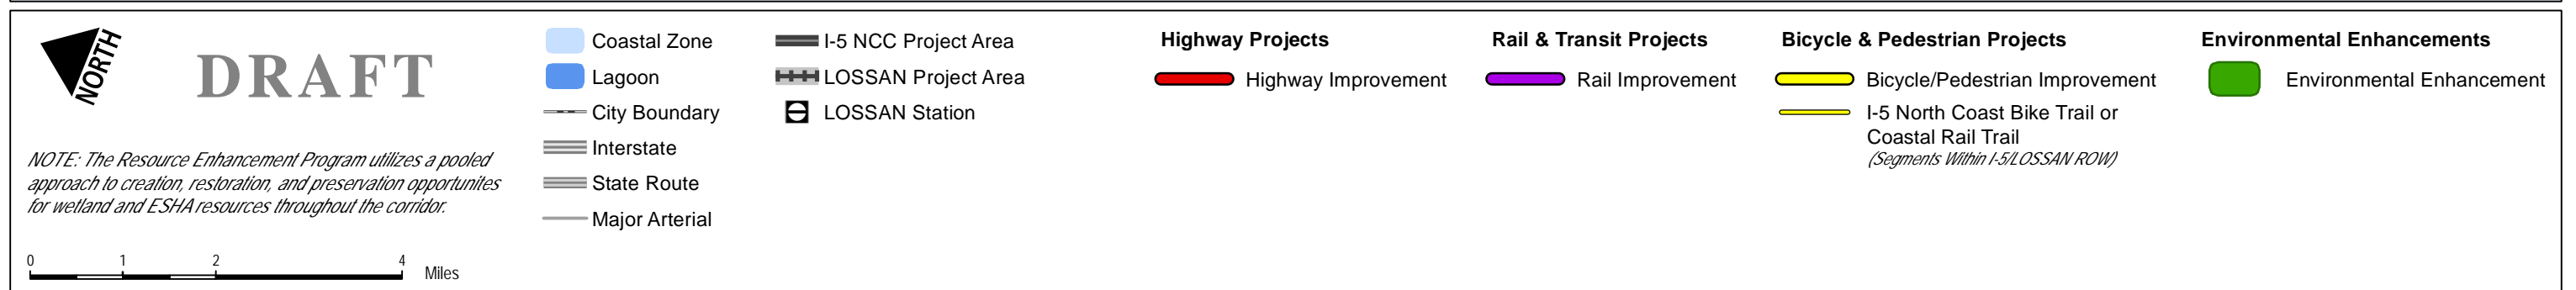 NORTH
DRAFT
NOTE: The Resource Enhancement Program utilizes a pooled
approach to creation, restoration, and preservation opportunites
for wetland and ESHA resources throughout the corridor.
0 1 2 4 Miles
Coastal Zone
Lagoon
City Boundary
Interstate
State Route
Major Arterial
I-5 NCC Project Area
LOSSAN Project Area
LOSSAN Station
Highway Projects
Highway Improvement
Rail & Transit Projects
Rail Improvement
Bicycle & Pedestrian Projects
Bicycle/Pedestrian Improvement
I-5 North Coast Bike Trail or
Coastal Rail Trail
(Segments Within I-5/LOSSAN ROW)
Environmental Enhancements
Environmental Enhancement